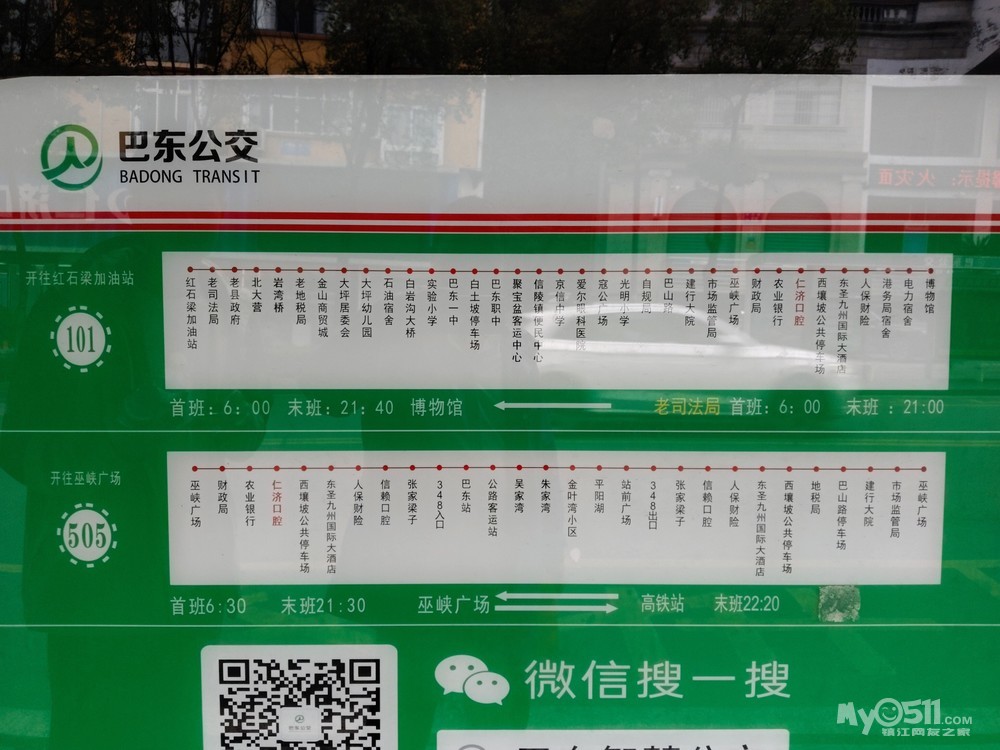 巴东公交
BADONG TRANSIT
开往红石梁加油站
101
红石梁加油站
老司法局
老县政府
北大营
岩湾桥
老地税局
金山商贸城
大坪居委会
大坪幼儿园
石油宿舍
白岩沟大桥
实验小学
巴东一中
白土坡停车场
巴东职中
聚宝盆客运中心
信陵镇便民中心
京信中学
爱尔眼科医院
寇公广场
光明小学
自规局
巴山路
建行大院
市场监管局
巫峡广场
财政局
农业银行
仁济口腔
西壤坡公共停车场
东圣九州国际大酒店
人保财险
港务局宿舍
电力宿舍
博物馆
首班：6：00 末班：21：40 博物馆 老司法局 首班：6：00 末班：21:00
开往巫峡广场
505
巫峡广场
财政局
农业银行
仁济口腔
西壤坡公共停车场
东圣九州国际大酒店
人保财险
信赖口腔
张家梁子
348入口
巴东站
公路客运站
吴家湾
朱家湾
金叶湾小区
平阳湖
站前广场
348出口
张家梁子
信赖口腔
人保财险
东圣九州国际大酒店
西壤坡公共停车场
地税局
巴山路停车场
建行大院
市场监管局
巫峡广场
首班6:30 末班21:30 巫峡广场 高铁站 末班22:20
微信搜一搜
My0511.COM
镇江网友之家